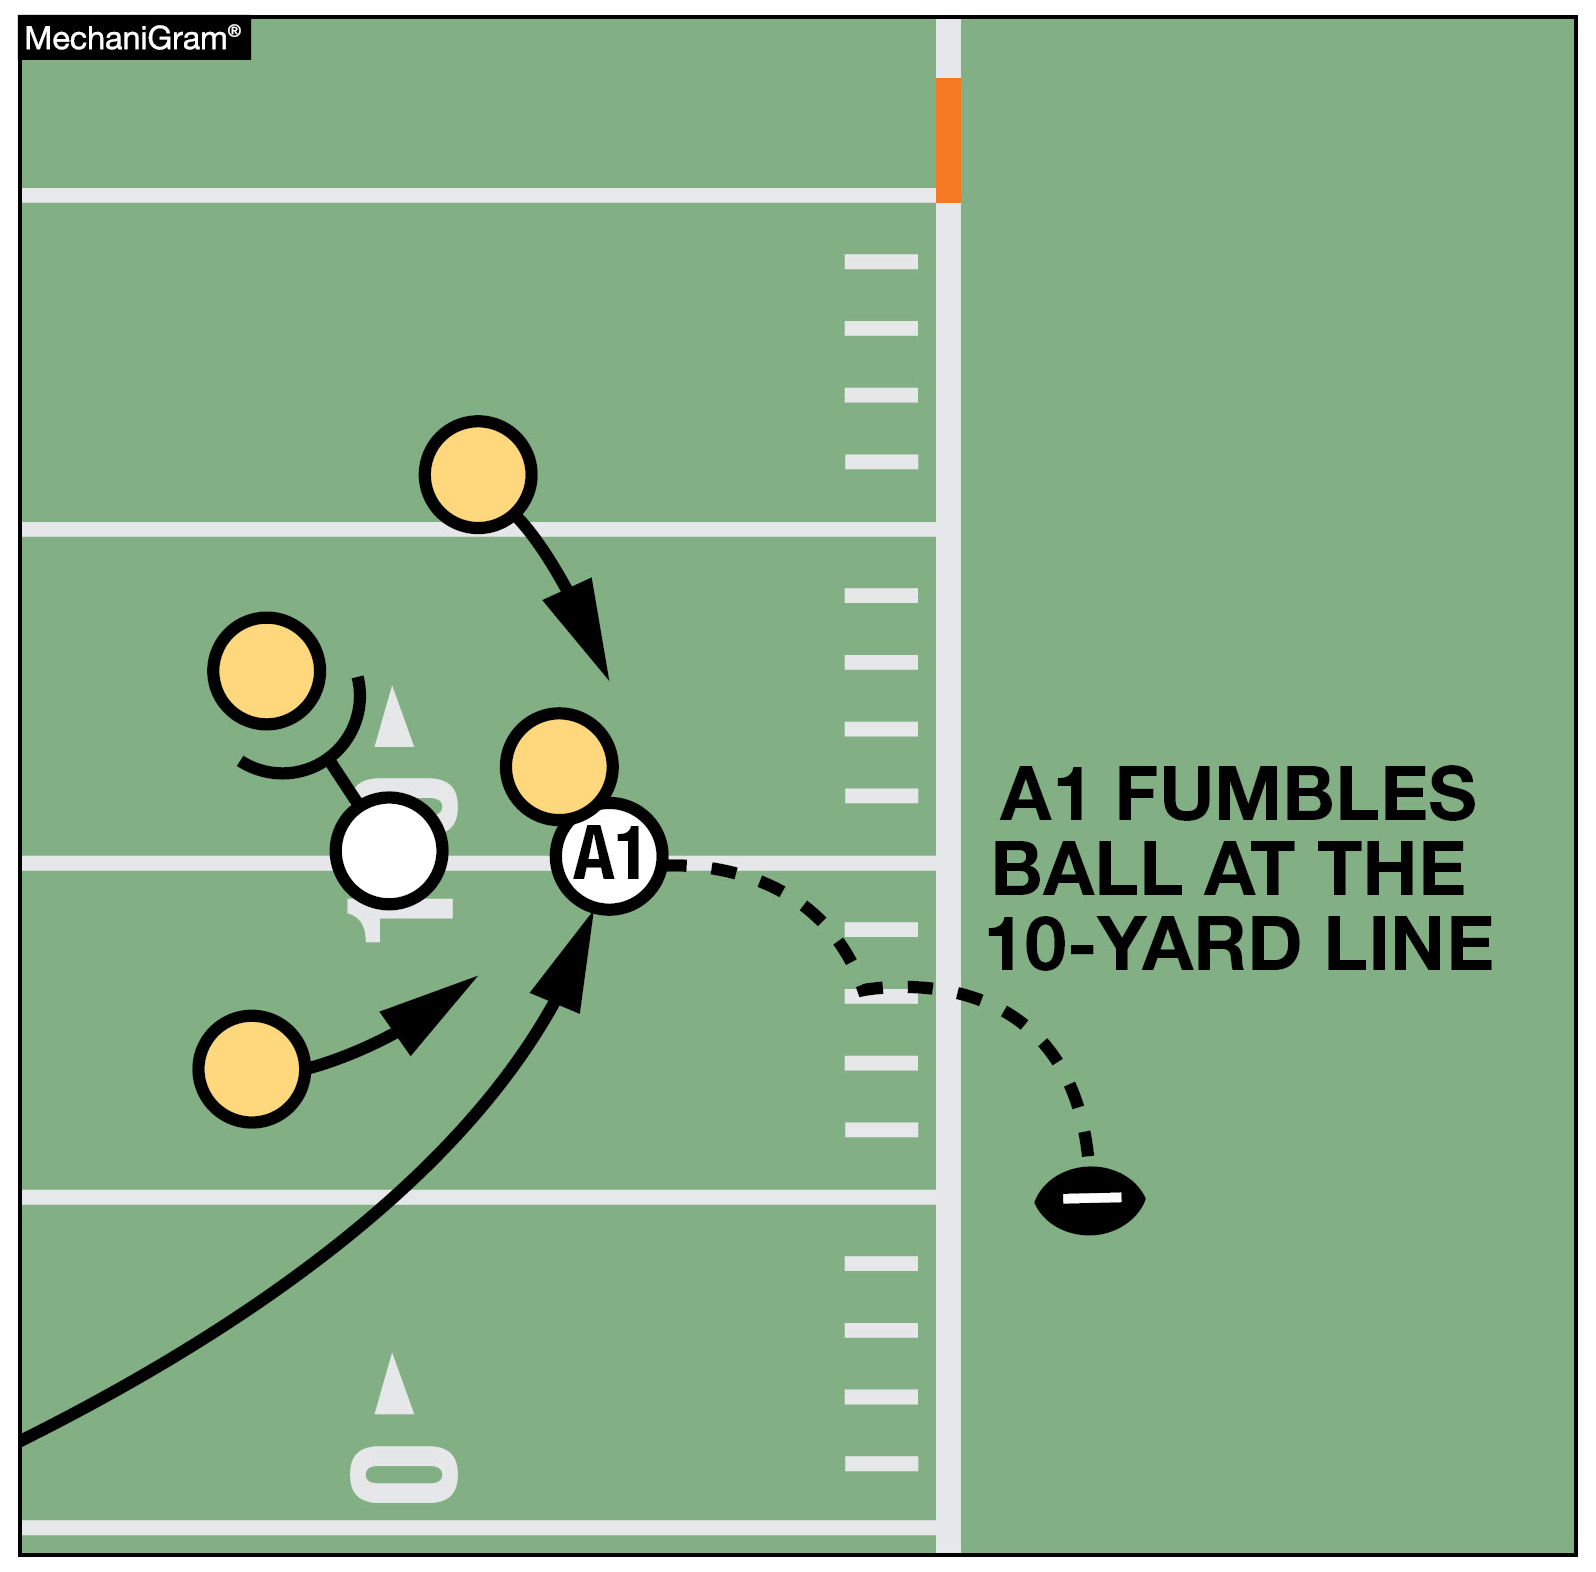 MechaniGram®
A1
A1 FUMBLES
BALL AT THE
10-YARD LINE
10
0